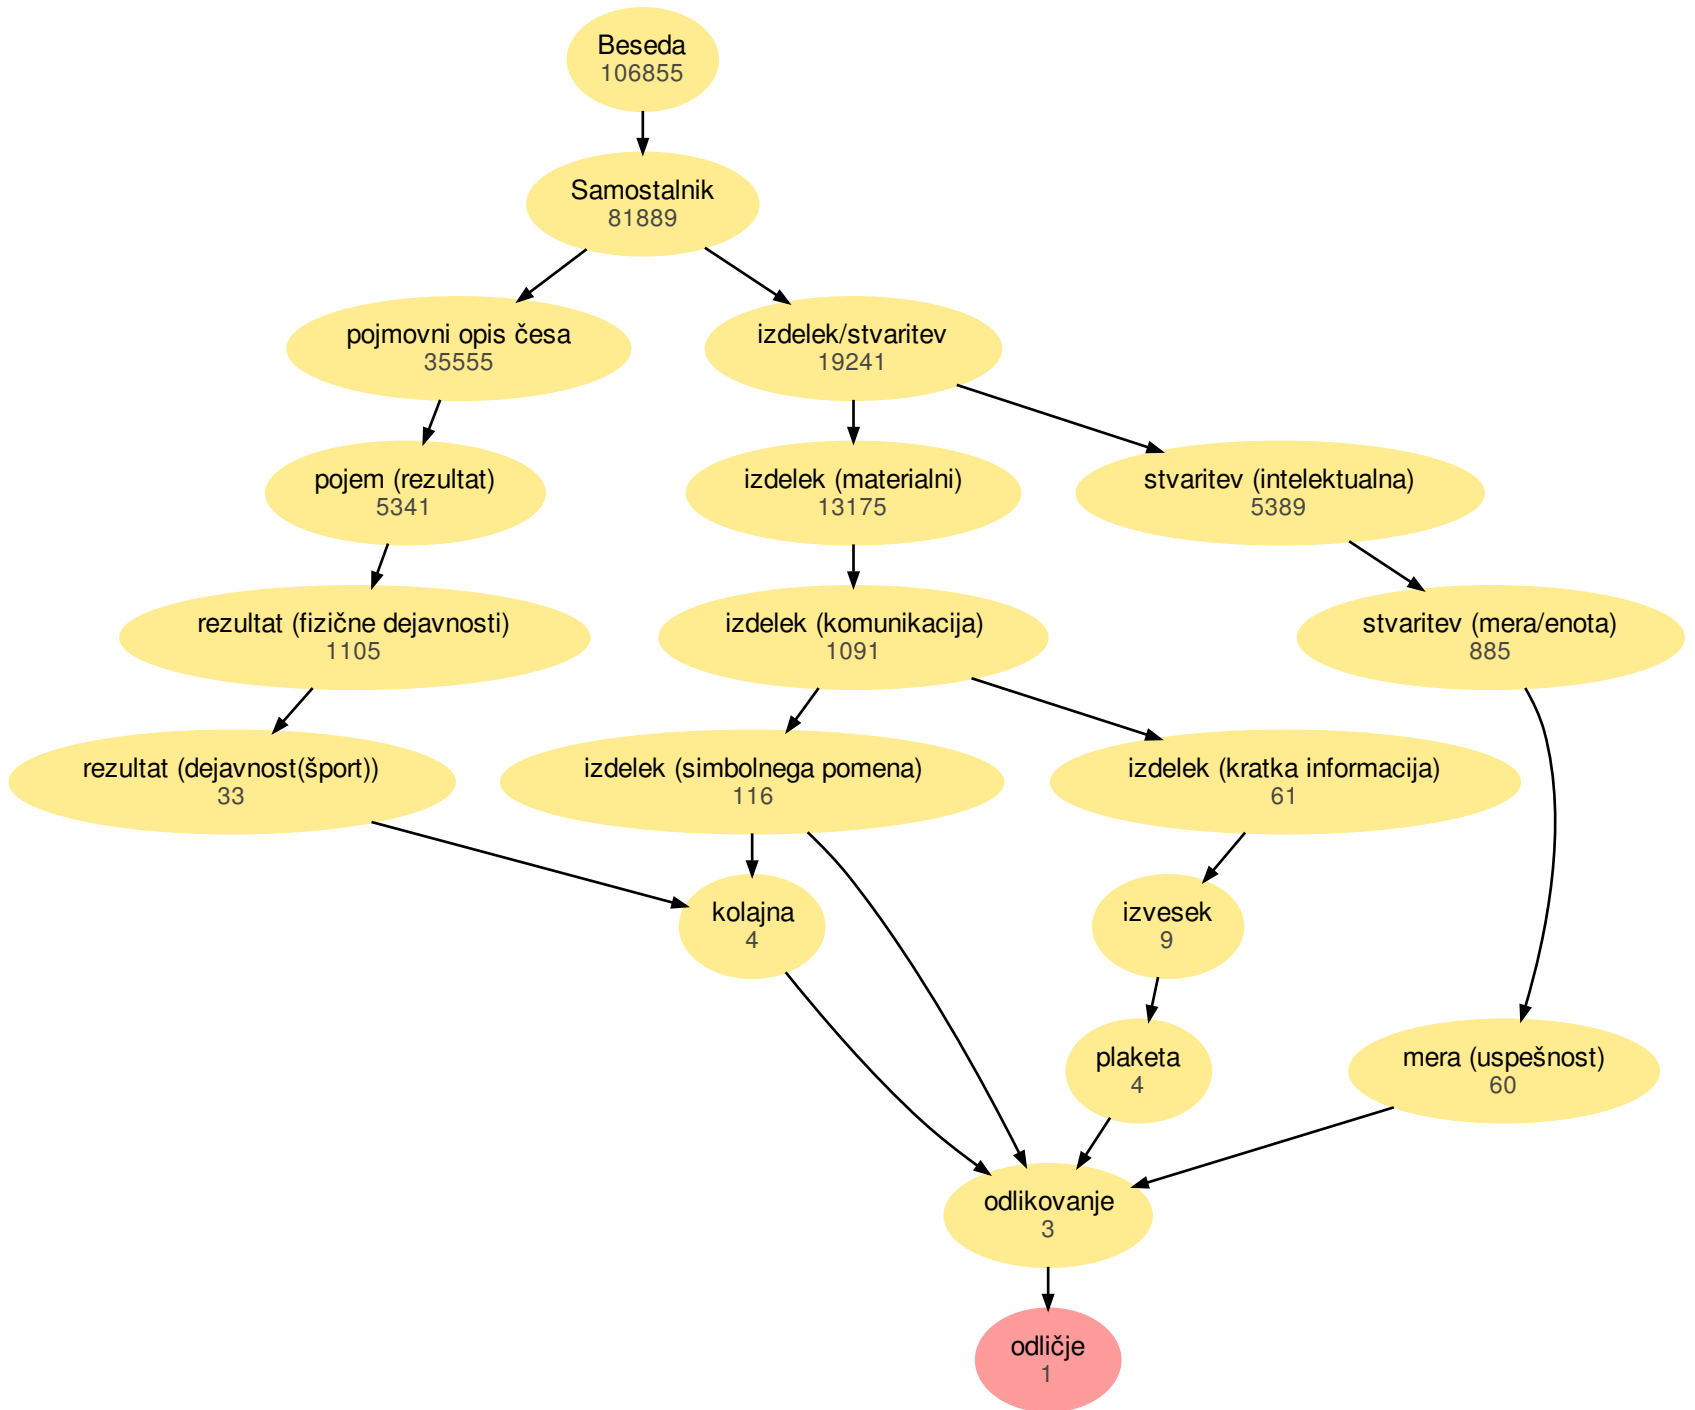 Beseda
106855
Samostalnik
81889
pojmovni opis česa
35555
izdelek/stvaritev
19241
pojem (rezultat)
5341
izdelek (materialni)
13175
stvaritev (intelektualna)
5389
rezultat (fizične dejavnosti)
1105
izdelek (komunikacija)
1091
stvaritev (mera/enota)
885
rezultat (dejavnost(šport))
33
izdelek (simbolnega pomena)
116
izdelek (kratka informacija)
61
kolajna
4
izvesek
9
plaketa
4
mera (uspešnost)
60
odlikovanje
3
odličje
1